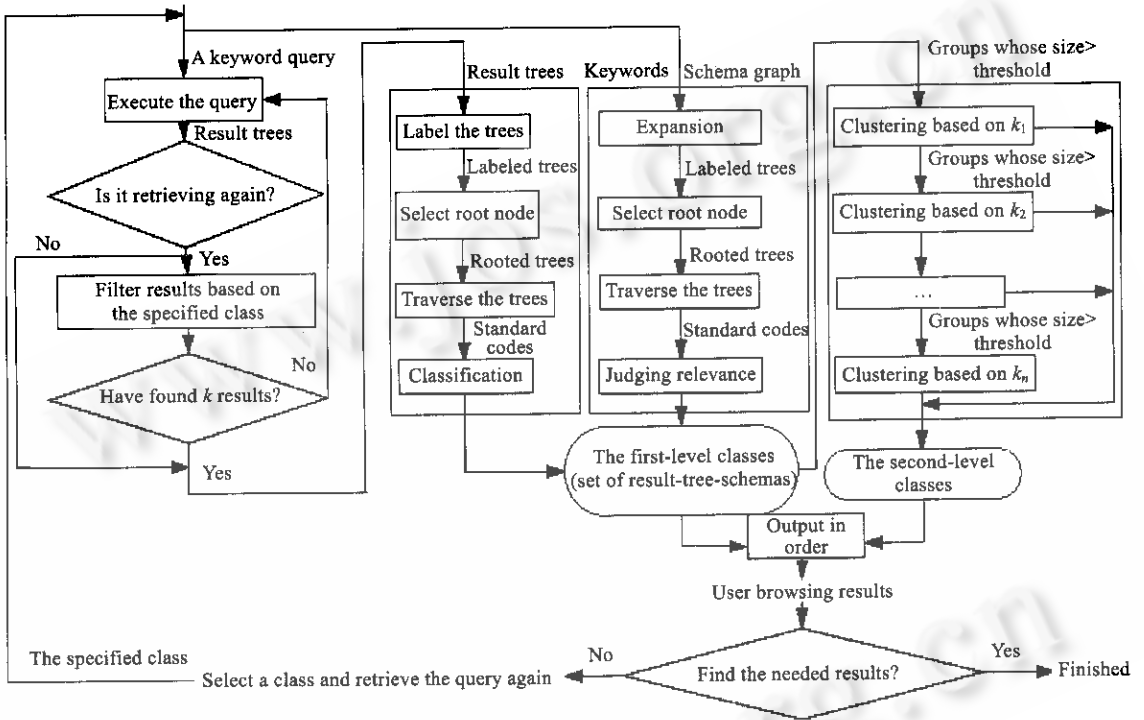 A keyword query
Execute the query
Result trees
Is it retrieving again?
No
Yes
Filter results based on
the specified class
No
Have found k results?
Yes
Result trees
Label the trees
Labeled trees
Select root node
Rooted trees
Traverse the trees
Standard
codes
Classification
Keywords
Schema graph
Expansion
Labeled trees
Select root node
Rooted trees
Traverse the trees
Standard codes
Judging relevance
The first-level classes
(set of result-tree-schemas)
Groups whose size>
threshold
Clustering based on k1
Groups whose size>
threshold
Clustering based on k2
...
Groups whose size>
threshold
Clustering based on kn
The second-level
classes
Output in
order
User browsing results
Find the needed results?
No
Yes
Finished
Select a class and retrieve the query again
The specified class
www.jos.org.cn